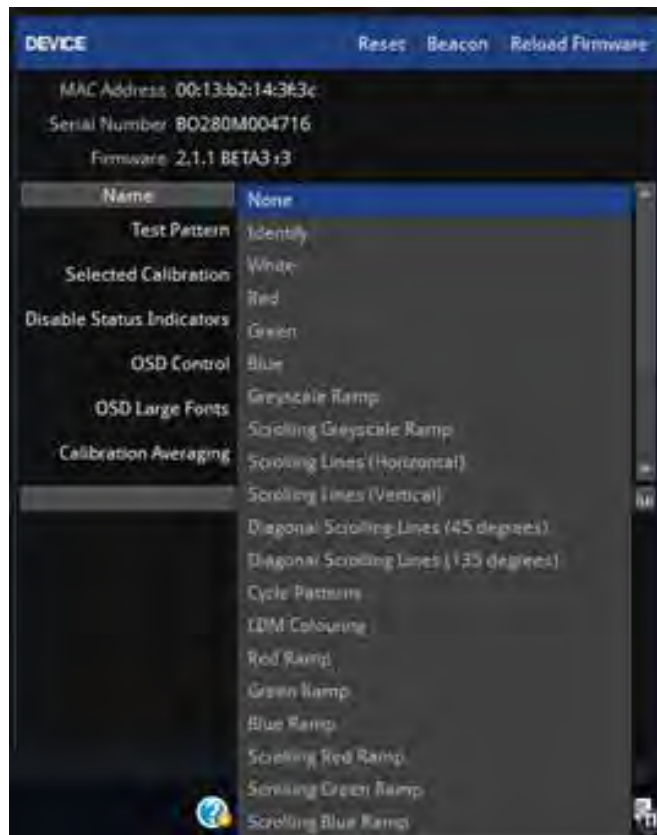 DEVICE Reset Beacon Reload Firmware
MAC Address 00:13:b2:14:3f:3c
Serial Number BO280M004716
Firmware 2.1.1 BETA3 r3
Name
None
Test Pattern
Identify
White
Selected Calibration
Red
Disable Status Indicators
Green
OSD Control
Blue
OSD Large Fonts
Greyscale Ramp
Scrolling Greyscale Ramp
Calibration Averaging
Scrolling Lines (Horizontal)
Scrolling Lines (Vertical)
Diagonal Scrolling Lines (45 degrees)
Diagonal Scrolling Lines (135 degrees)
Cycle Patterns
LDM Colouring
Red Ramp
Green Ramp
Blue Ramp
Scrolling Red Ramp
Scrolling Green Ramp
Scrolling Blue Ramp